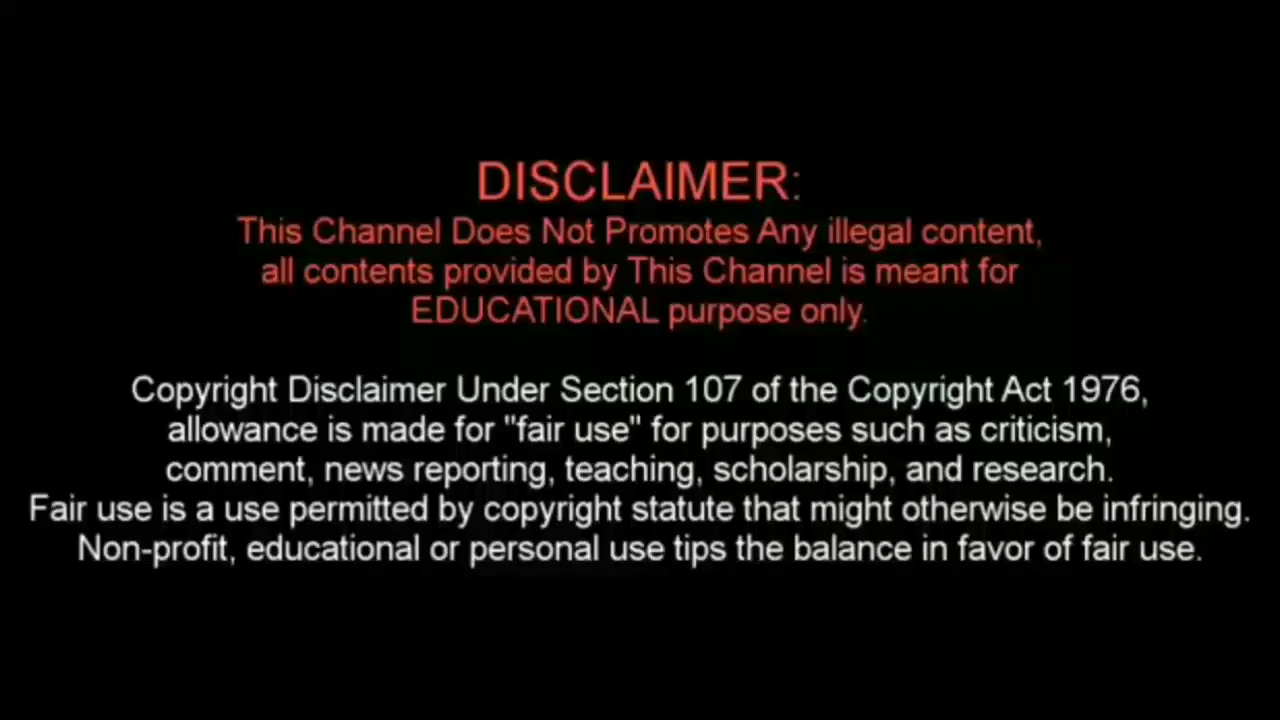 DISCLAIMER:
This Channel Does Not Promotes Any illegal content,
all contents provided by This Channel is meant for
EDUCATIONAL purpose only.
Copyright Disclaimer Under Section 107 of the Copyright Act 1976,
allowance is made for "fair use" for purposes such as criticism,
comment, news reporting, teaching, scholarship, and research.
Fair use is a use permitted by copyright statute that might otherwise be infringing.
Non-profit, educational or personal use tips the balance in favor of fair use.